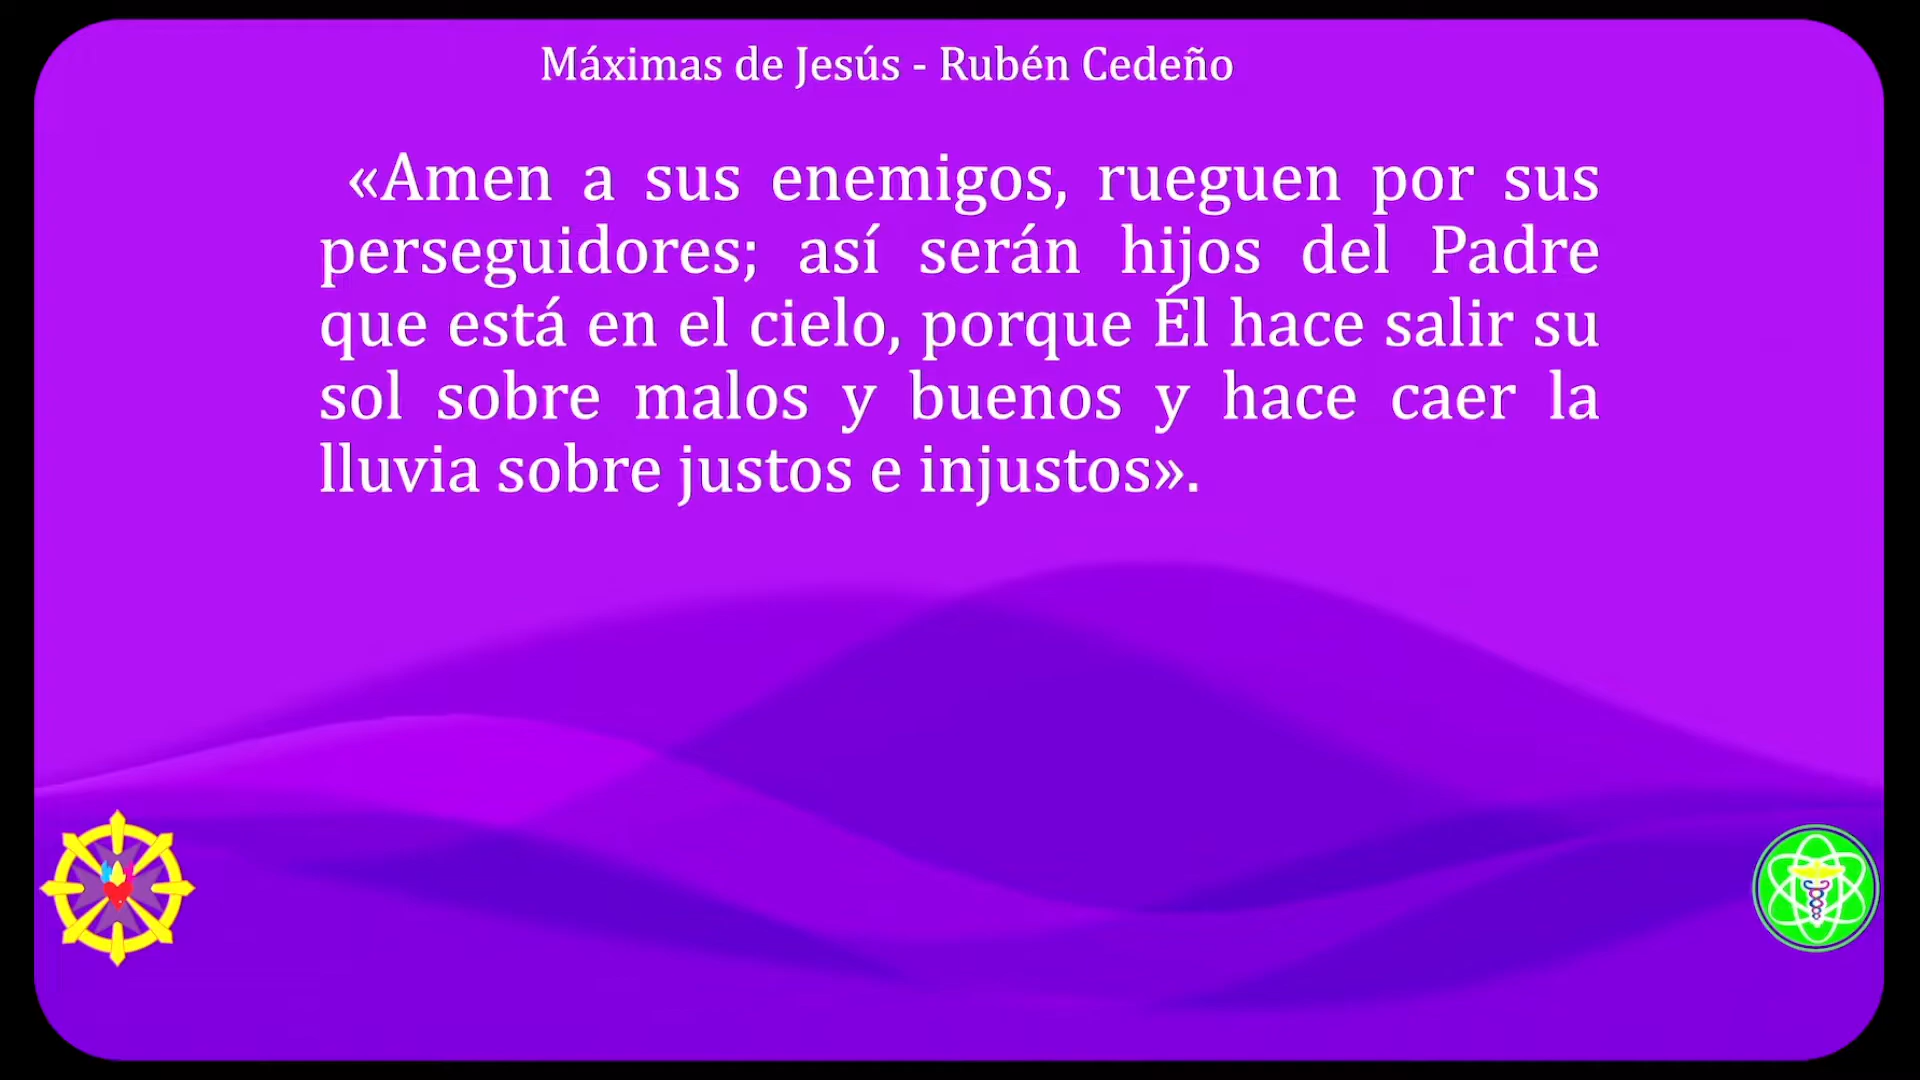 Máximas de Jesús - Rubén Cedeño
«Amen a sus enemigos, rueguen por sus
perseguidores; así serán hijos del Padre
que está en el cielo, porque Él hace salir su
sol sobre malos y buenos y hace caer la
lluvia sobre justos e injustos».